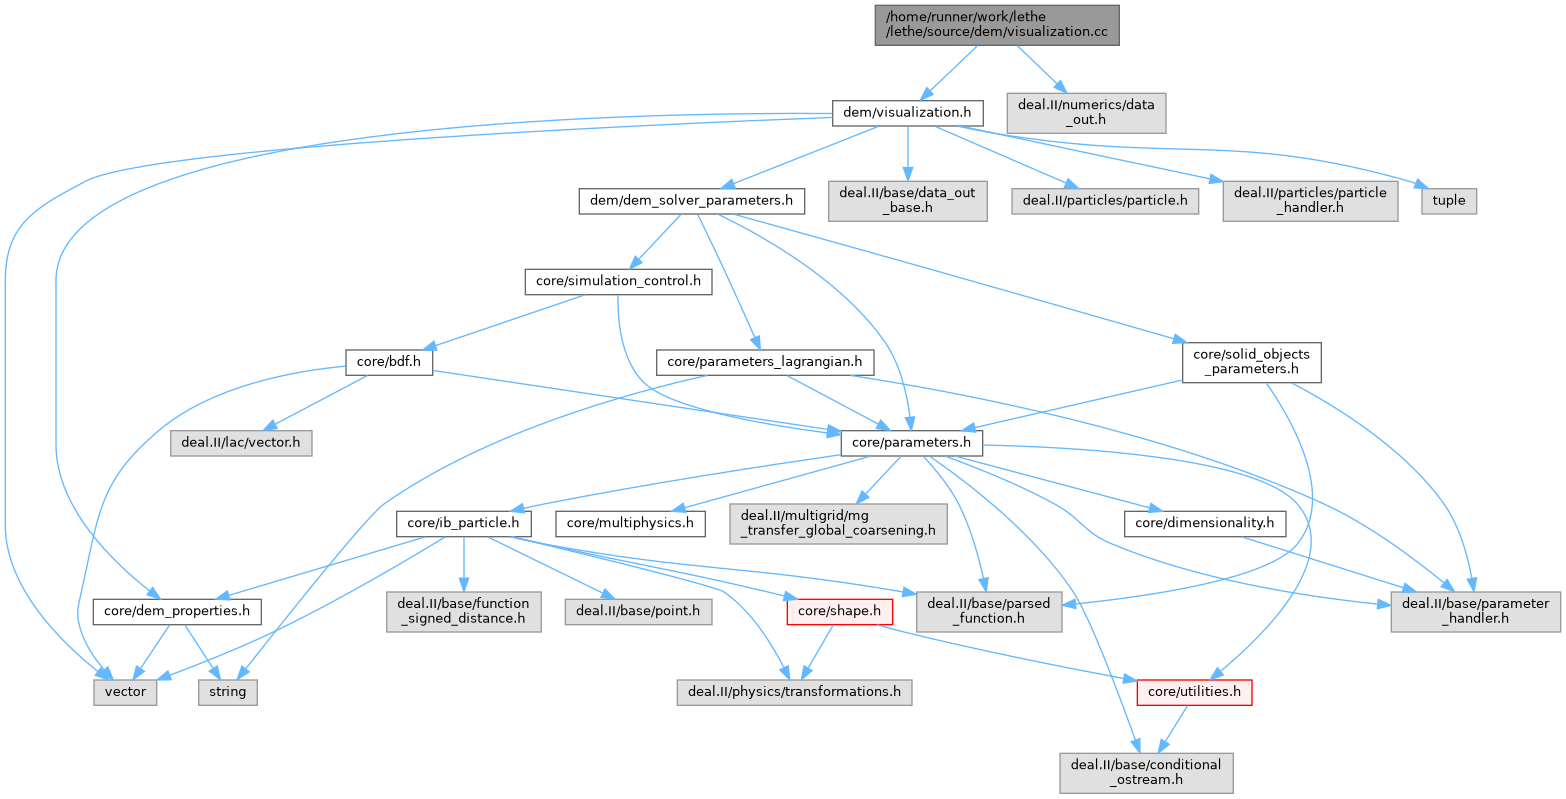 /home/runner/work/lethe
/lethe/source/dem/visualization.cc
deal.II/numerics/data
_out.h
dem/visualization.h
dem/dem_solver_parameters.h
deal.II/base/data_out
_base.h
deal.II/particles/particle.h
deal.II/particles/particle
_handler.h
tuple
core/simulation_control.h
core/bdf.h
core/parameters_lagrangian.h
core/solid_objects
_parameters.h
deal.II/lac/vector.h
core/parameters.h
core/ib_particle.h
core/multiphysics.h
deal.II/multigrid/mg
_transfer_global_coarsening.h
core/dimensionality.h
core/dem_properties.h
deal.II/base/function
_signed_distance.h
deal.II/base/point.h
core/shape.h
deal.II/base/parsed
_function.h
deal.II/base/parameter
_handler.h
vector
string
deal.II/physics/transformations.h
core/utilities.h
deal.II/base/conditional
_ostream.h